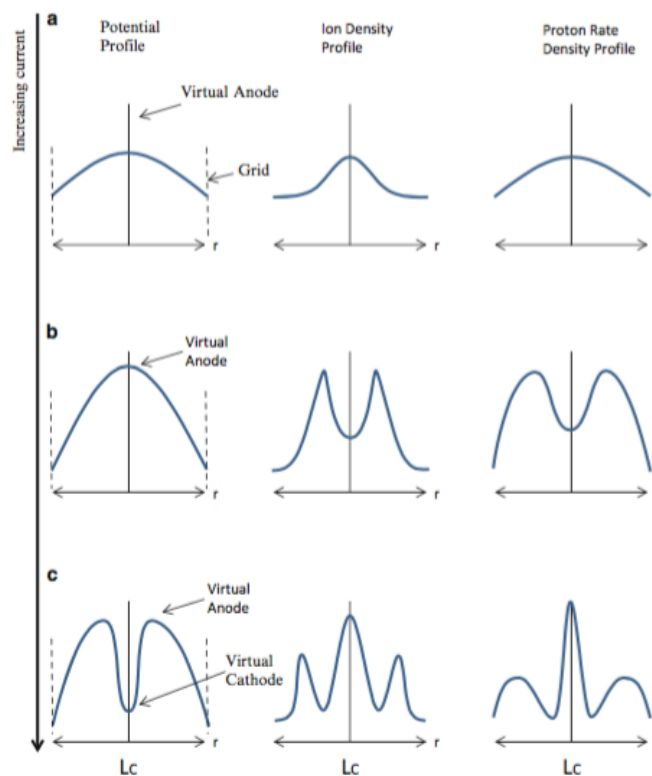 a
Potential
Profile
Ion Density
Profile
Proton Rate
Density Profile
Increasing current
Virtual Anode
Grid
r
r
b
Virtual
Anode
r
r
c
Virtual
Anode
Virtual
Cathode
r
r
Lc
Lc
Lc